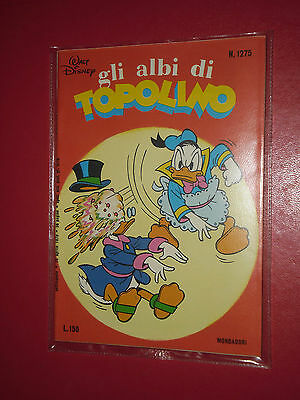 WALT
DISNEY
N. 1275
gli albi di
TOPOLINO
L. 150
MONDADORI